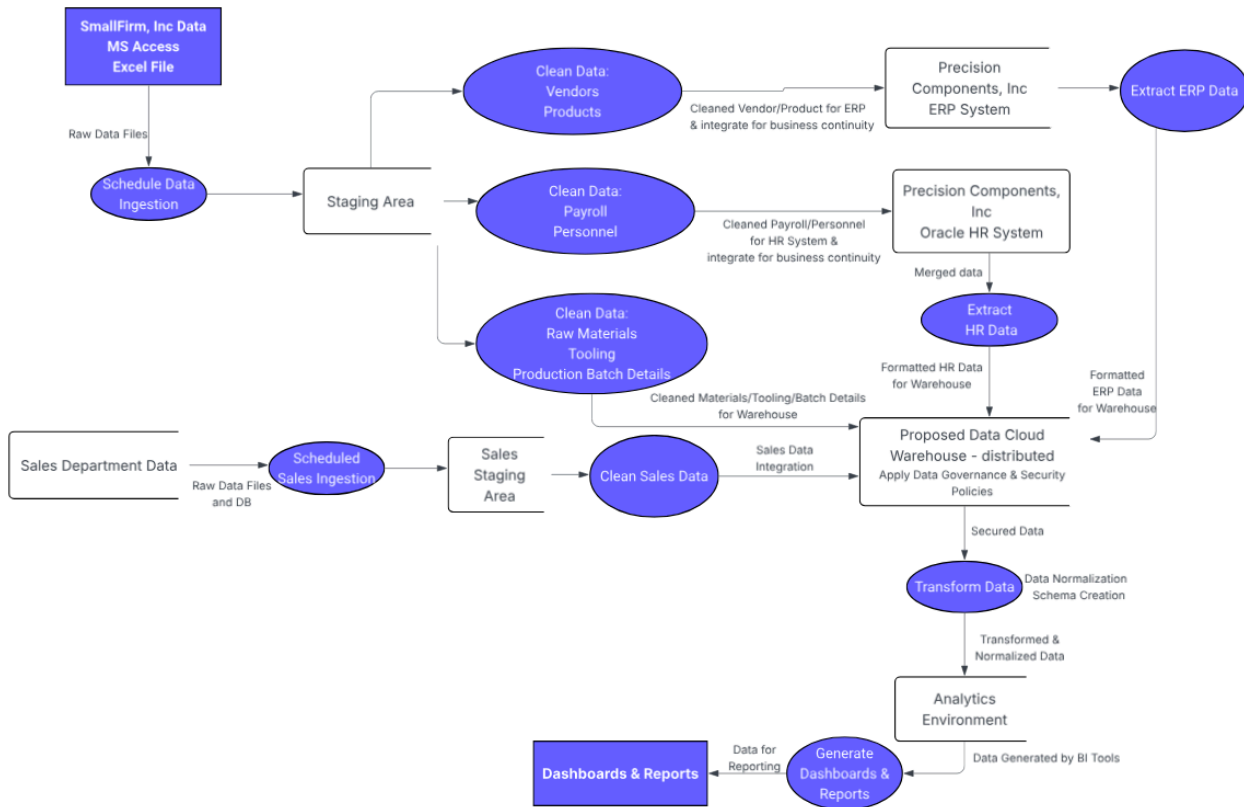 SmallFirm, Inc Data
MS Access
Excel File
Raw Data Files
Schedule Data
Ingestion
Staging Area
Clean Data:
Vendors
Products
Cleaned Vendor/Product for ERP
& integrate for business continuity
Precision
Components, Inc
ERP System
Extract ERP Data
Clean Data:
Payroll
Personnel
Cleaned Payroll/Personnel
for HR System &
integrate for business continuity
Precision Components,
Inc
Oracle HR System
Merged data
Extract
HR Data
Formatted HR Data
for Warehouse
Formatted
ERP Data
for Warehouse
Clean Data:
Raw Materials
Tooling
Production Batch Details
Cleaned Materials/Tooling/Batch Details
for Warehouse
Sales Department Data
Raw Data Files
and DB
Scheduled
Sales Ingestion
Sales
Staging
Area
Clean Sales Data
Sales Data
Integration
Proposed Data Cloud
Warehouse - distributed
Apply Data Governance & Security
Policies
Secured Data
Transform Data
Data Normalization
Schema Creation
Transformed &
Normalized Data
Analytics
Environment
Data Generated by BI Tools
Generate
Dashboards &
Reports
Data for
Reporting
Dashboards & Reports